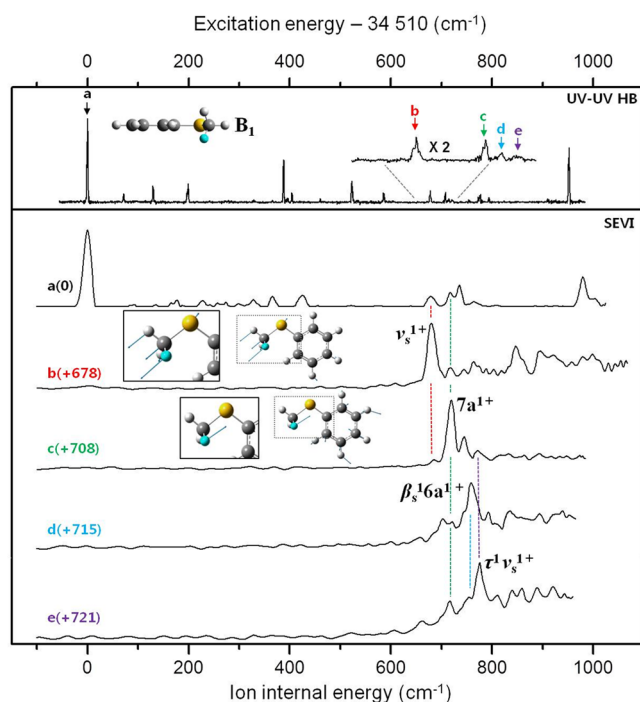 Excitation energy – 34 510 (cm⁻¹)
0 200 400 600 800 1000
a
UV-UV HB
B₁
b
X 2
c
d
e
SEVI
a(0)
νₛ¹⁺
b(+678)
7a¹⁺
c(+708)
βₛ¹6a¹⁺
d(+715)
τ¹νₛ¹⁺
e(+721)
0 200 400 600 800 1000
Ion internal energy (cm⁻¹)